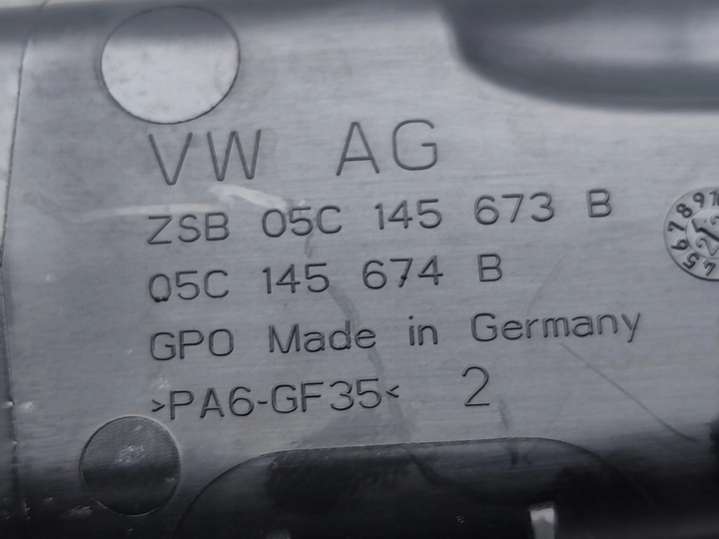 VW AG
ZSB 05C 145 673 B
05C 145 674 B
GPO Made in Germany
>PA6-GF35< 2